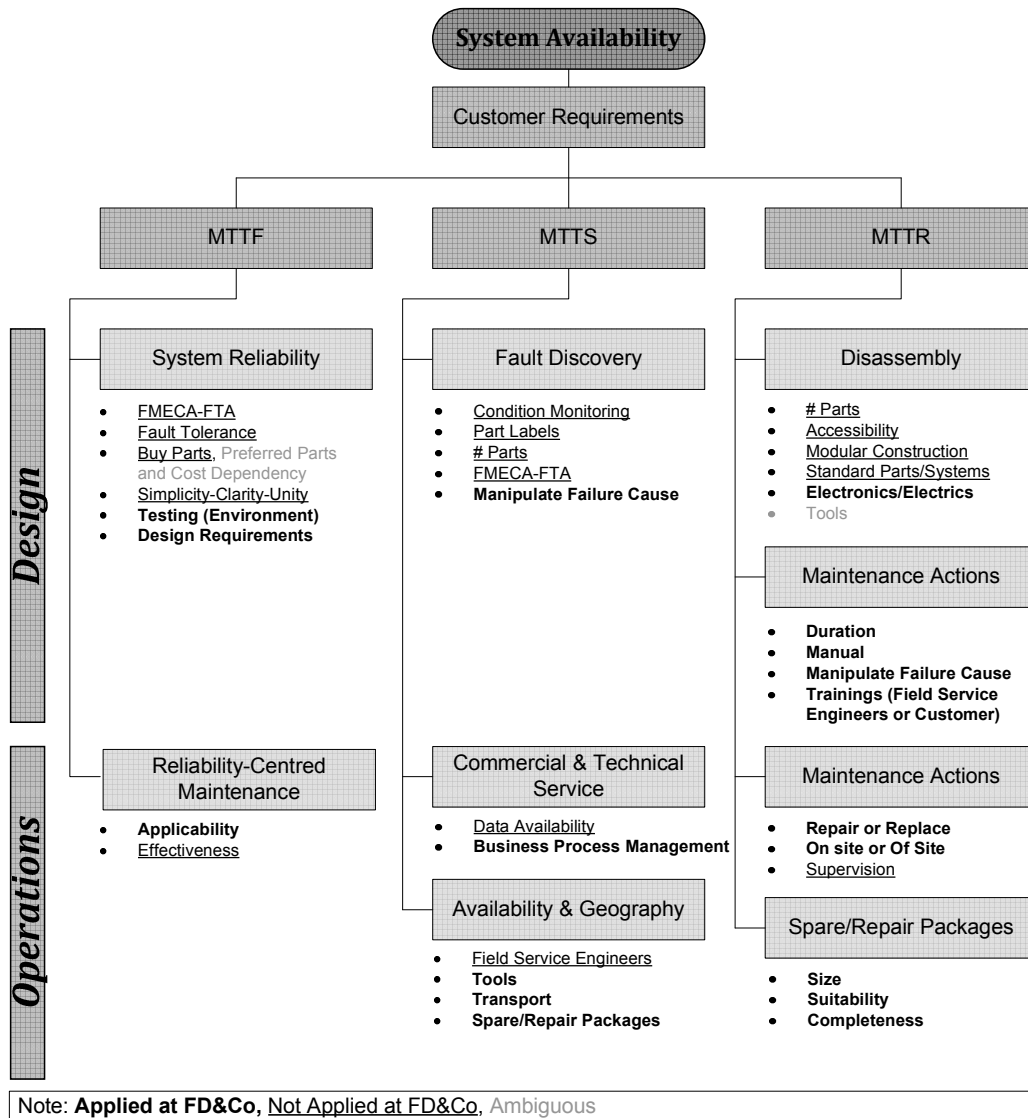 System Availability
Customer Requirements
MTTF
MTTS
MTTR
Design
System Reliability
• FMECA-FTA
• Fault Tolerance
• Buy Parts, Preferred Parts
and Cost Dependency
• Simplicity-Clarity-Unity
• Testing (Environment)
• Design Requirements
Fault Discovery
• Condition Monitoring
• Part Labels
• # Parts
• FMECA-FTA
• Manipulate Failure Cause
Disassembly
• # Parts
• Accessibility
• Modular Construction
• Standard Parts/Systems
• Electronics/Electrics
• Tools
Maintenance Actions
• Duration
• Manual
• Manipulate Failure Cause
• Trainings (Field Service
Engineers or Customer)
Operations
Reliability-Centred
Maintenance
• Applicability
• Effectiveness
Commercial & Technical
Service
• Data Availability
• Business Process Management
Availability & Geography
• Field Service Engineers
• Tools
• Transport
• Spare/Repair Packages
Maintenance Actions
• Repair or Replace
• On site or Of Site
• Supervision
Spare/Repair Packages
• Size
• Suitability
• Completeness
Note: Applied at FD&Co, Not Applied at FD&Co, Ambiguous